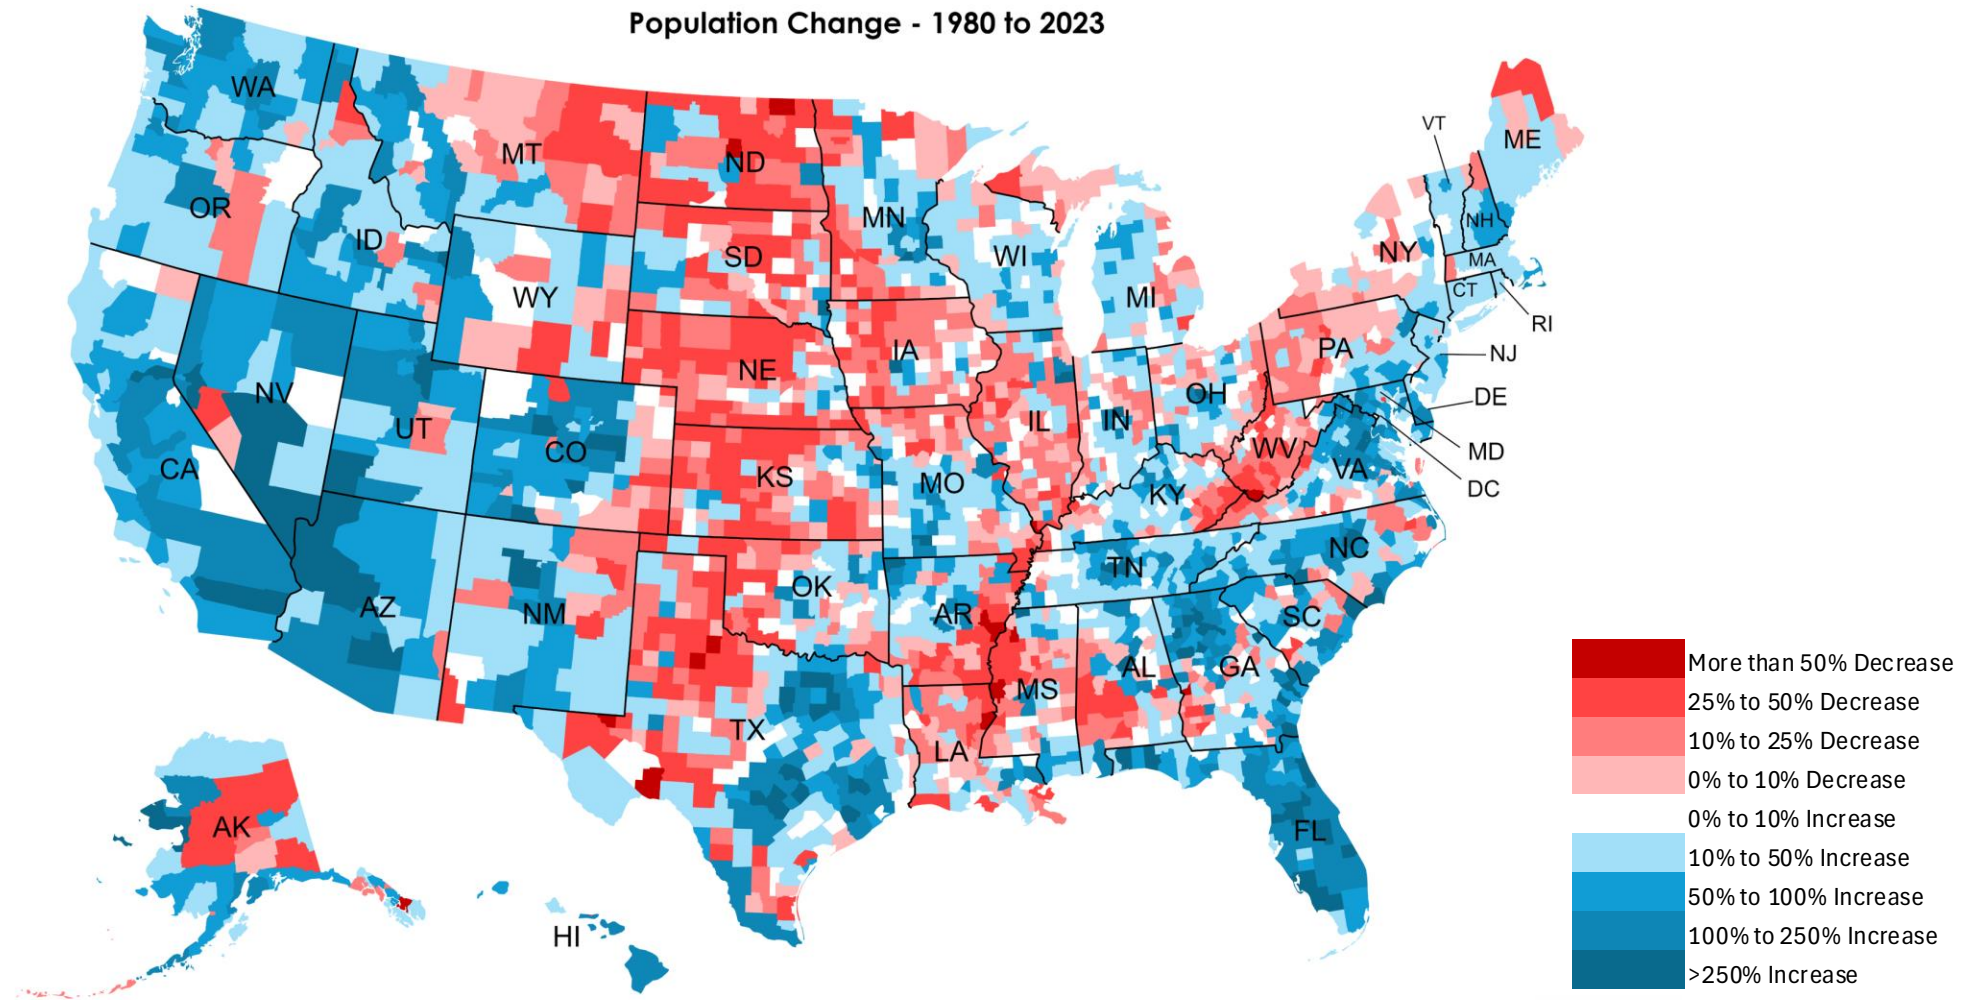 Population Change - 1980 to 2023
WA
MT
ND
MN
VT
ME
OR
ID
WY
SD
WI
MI
NY
NH
MA
CT
RI
NV
UT
CO
NE
IA
IL
IN
OH
PA
NJ
DE
MD
DC
CA
KS
MO
KY
WV
VA
AZ
NM
OK
AR
TN
NC
SC
TX
LA
MS
AL
GA
FL
AK
HI
More than 50% Decrease
25% to 50% Decrease
10% to 25% Decrease
0% to 10% Decrease
0% to 10% Increase
10% to 50% Increase
50% to 100% Increase
100% to 250% Increase
>250% Increase